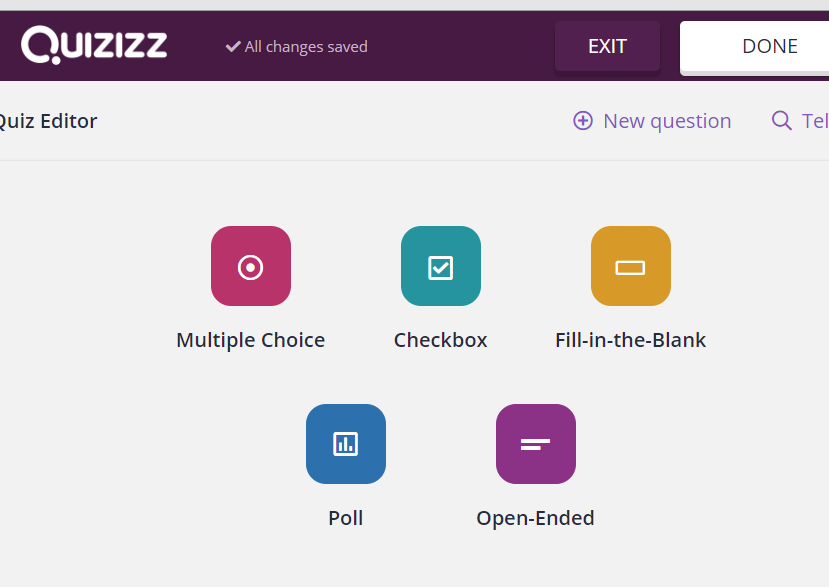 QUIZIZZ
All changes saved
EXIT
DONE
Quiz Editor
New question
Tel
Multiple Choice
Checkbox
Fill-in-the-Blank
Poll
Open-Ended